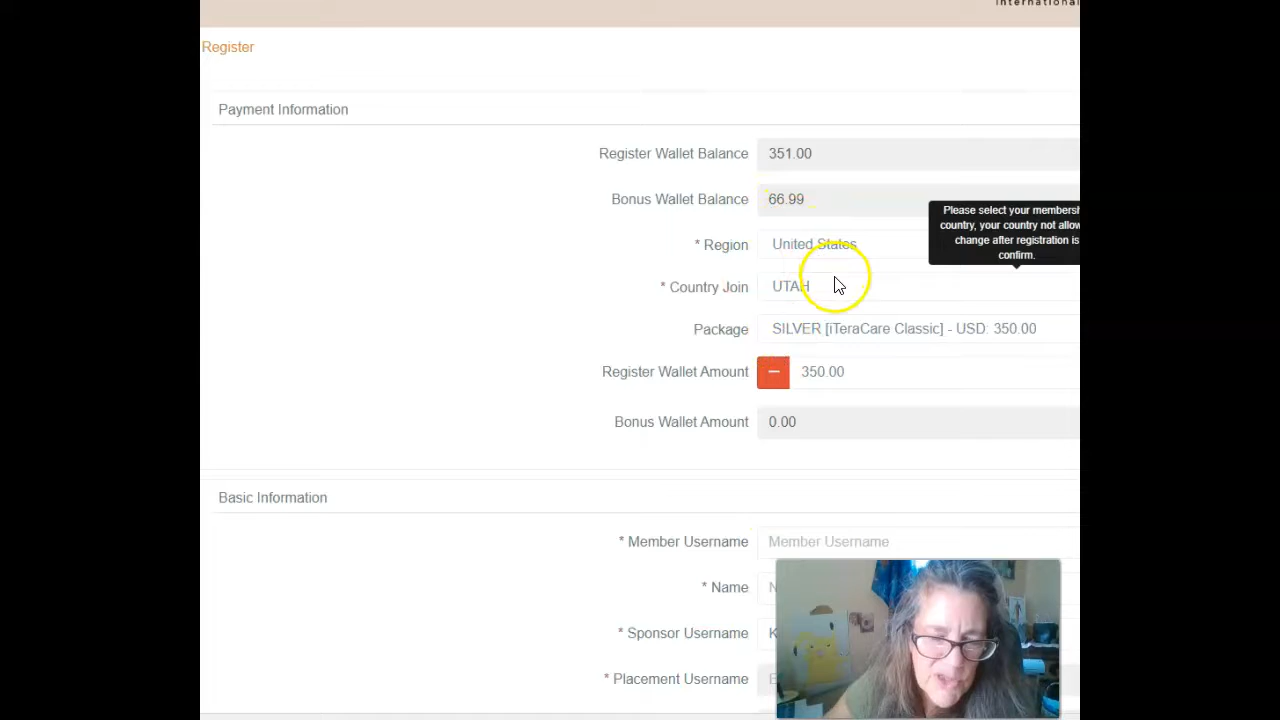 International
Register
Payment Information
Register Wallet Balance 351.00
Bonus Wallet Balance 66.99
Please select your membersh
country, your country not allow
change after registration is
confirm.
* Region United States
* Country Join UTAH
Package SILVER [iTeraCare Classic] - USD: 350.00
Register Wallet Amount 350.00
Bonus Wallet Amount 0.00
Basic Information
* Member Username Member Username
* Name N
* Sponsor Username K
* Placement Username E